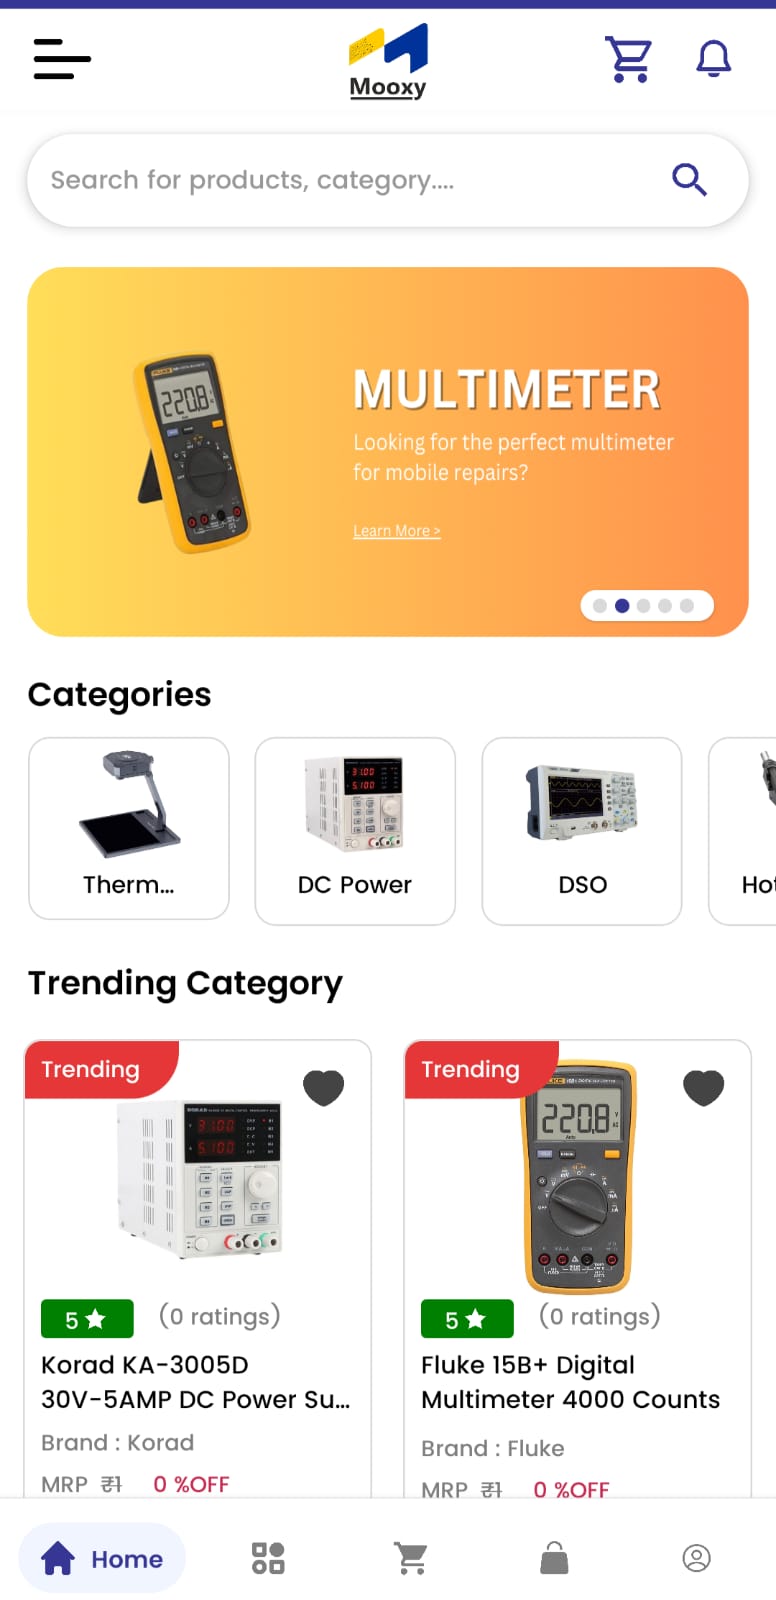 Mooxy
Search for products, category....
MULTIMETER
Looking for the perfect multimeter
for mobile repairs?
Learn More >
Categories
Therm...
DC Power
DSO
Hot
Trending Category
Trending
Trending
5 ★ (0 ratings)
5 ★ (0 ratings)
Korad KA-3005D
30V-5AMP DC Power Su...
Brand : Korad
MRP ₹1 0 %OFF
Fluke 15B+ Digital
Multimeter 4000 Counts
Brand : Fluke
MRP ₹1 0 %OFF
Home